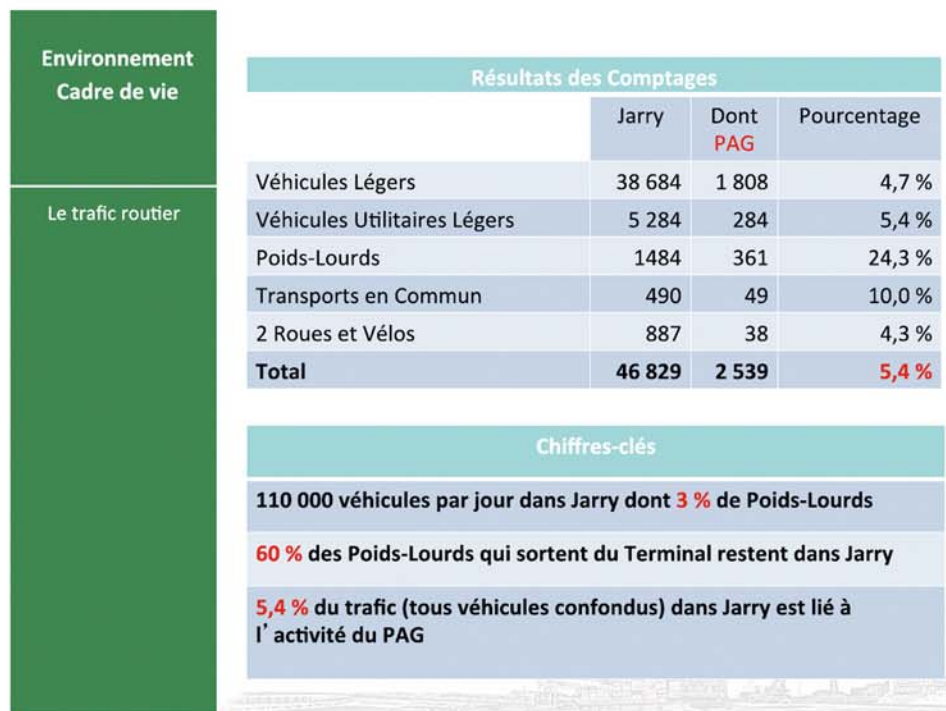 Environnement
Cadre de vie
Le trafic routier
Résultats des Comptages
Jarry Dont PAG Pourcentage
Véhicules Légers 38 684 1 808 4,7 %
Véhicules Utilitaires Légers 5 284 284 5,4 %
Poids-Lourds 1484 361 24,3 %
Transports en Commun 490 49 10,0 %
2 Roues et Vélos 887 38 4,3 %
Total 46 829 2 539 5,4 %
Chiffres-clés
110 000 véhicules par jour dans Jarry dont 3 % de Poids-Lourds
60 % des Poids-Lourds qui sortent du Terminal restent dans Jarry
5,4 % du trafic (tous véhicules confondus) dans Jarry est lié à
l’ activité du PAG